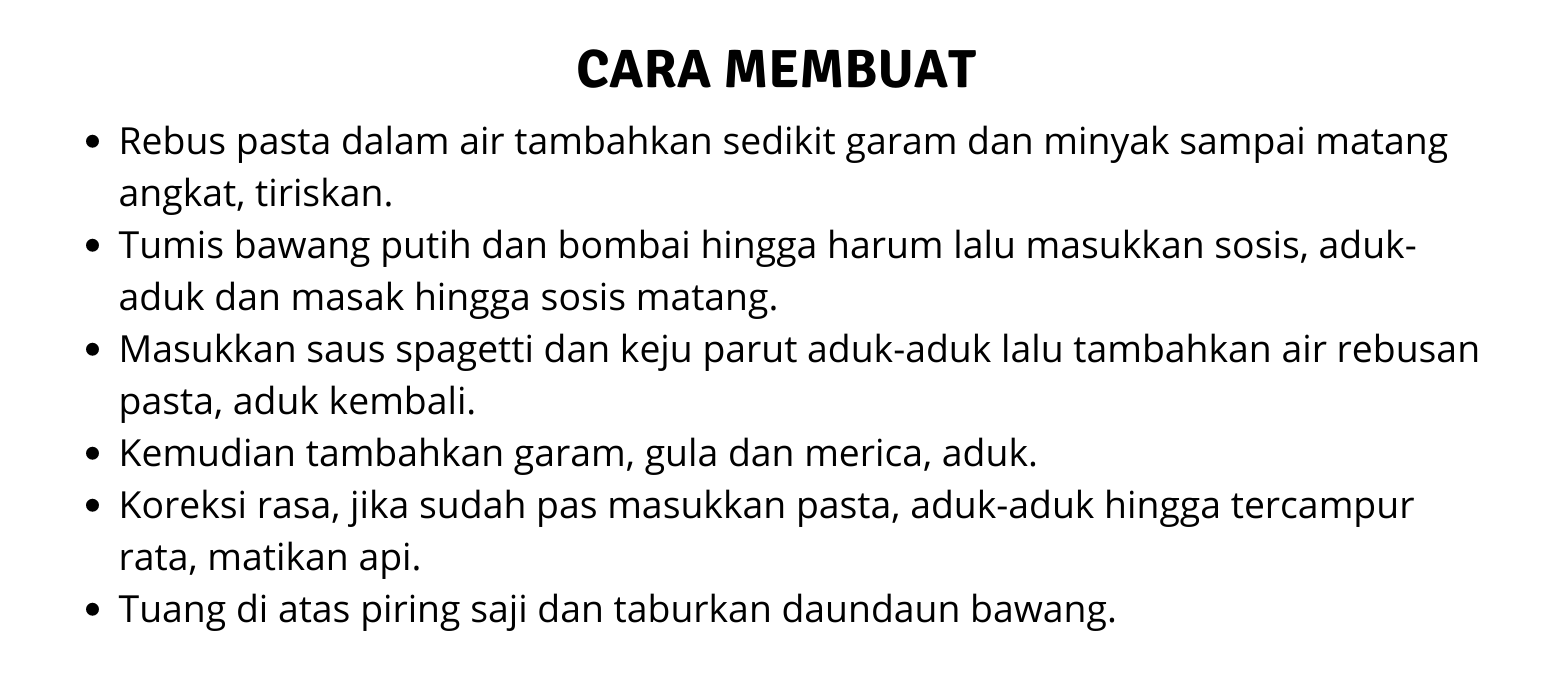 CARA MEMBUAT
• Rebus pasta dalam air tambahkan sedikit garam dan minyak sampai matang
angkat, tiriskan.
• Tumis bawang putih dan bombai hingga harum lalu masukkan sosis, aduk-
aduk dan masak hingga sosis matang.
• Masukkan saus spagetti dan keju parut aduk-aduk lalu tambahkan air rebusan
pasta, aduk kembali.
• Kemudian tambahkan garam, gula dan merica, aduk.
• Koreksi rasa, jika sudah pas masukkan pasta, aduk-aduk hingga tercampur
rata, matikan api.
• Tuang di atas piring saji dan taburkan daundaun bawang.